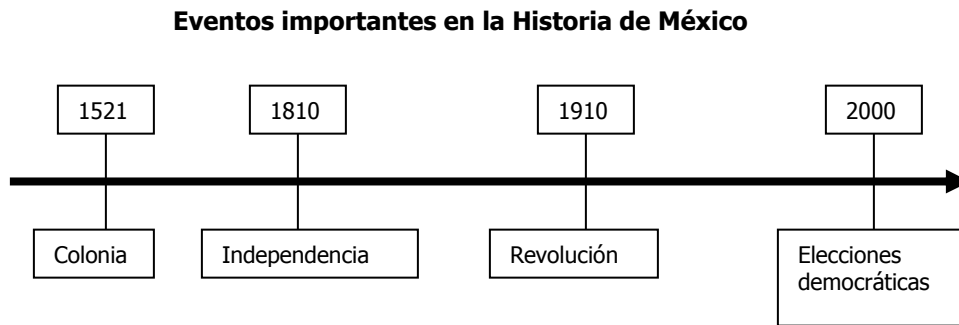 Eventos importantes en la Historia de México
1521
1810
1910
2000
Colonia
Independencia
Revolución
Elecciones
democráticas